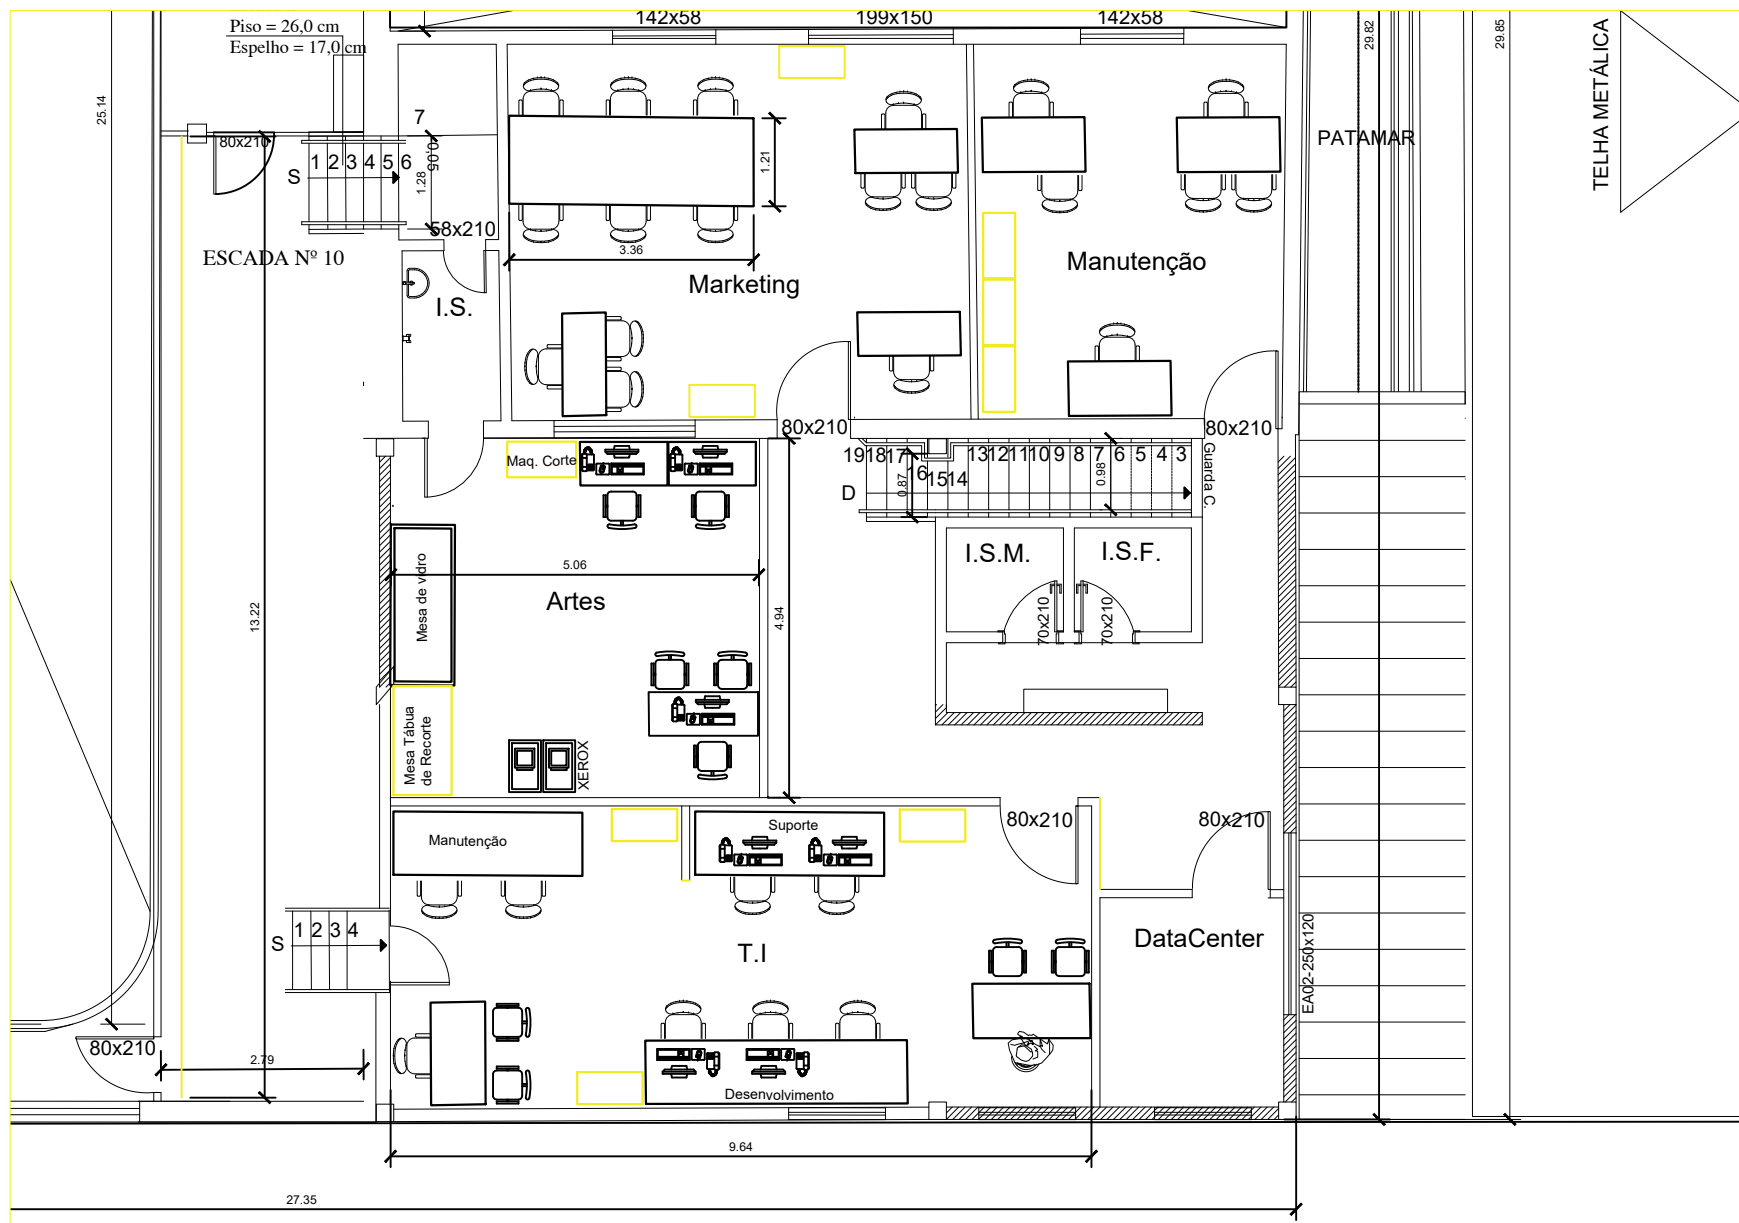 142x58
199x150
142x58
Piso = 26,0 cm
Espelho = 17,0 cm
29.82
29.85
TELHA METÁLICA
25.14
80x210
7
1 2 3 4 5 6
S
0,05
1.28
1.21
PATAMAR
58x210
ESCADA Nº 10
3.36
Marketing
Manutenção
I.S.
80x210
80x210
Maq. Corte
19 18 17 16 15 14 13 12 11 10 9 8 7 6 5 4 3
0.87
0.98
D
Guarda C.
I.S.M.
I.S.F.
Mesa de vidro
5.06
Artes
13.22
4.94
70x210
70x210
Mesa Tábua
de Recorte
XEROX
Manutenção
Suporte
80x210
80x210
1 2 3 4
S
T.I
DataCenter
EA02-250x120
80x210
2.79
Desenvolvimento
9.64
27.35